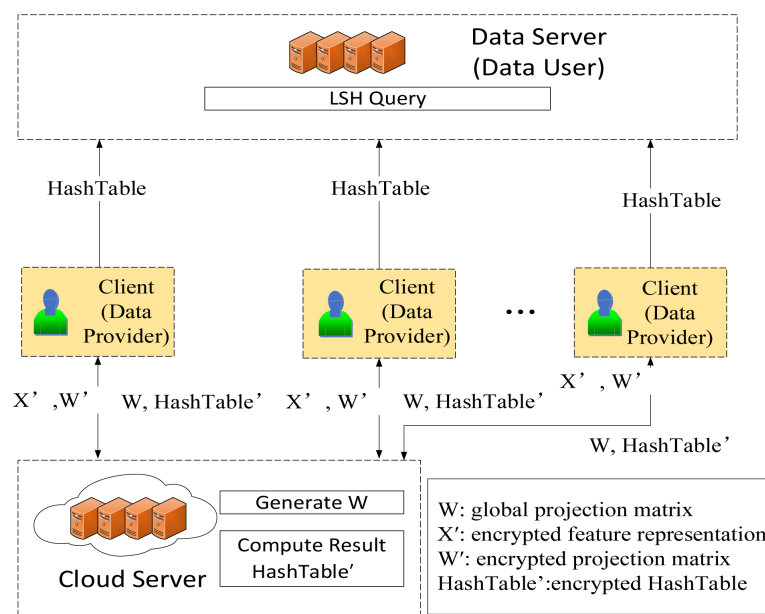 Data Server
(Data User)
LSH Query
HashTable
HashTable
HashTable
Client
(Data
Provider)
Client
(Data
Provider)
...
Client
(Data
Provider)
X’ ,W’
W, HashTable’
X’ , W’
W, HashTable’
X’ , W’
W, HashTable’
Generate W
Compute Result
HashTable’
Cloud Server
W: global projection matrix
X′: encrypted feature representation
W′: encrypted projection matrix
HashTable’:encrypted HashTable